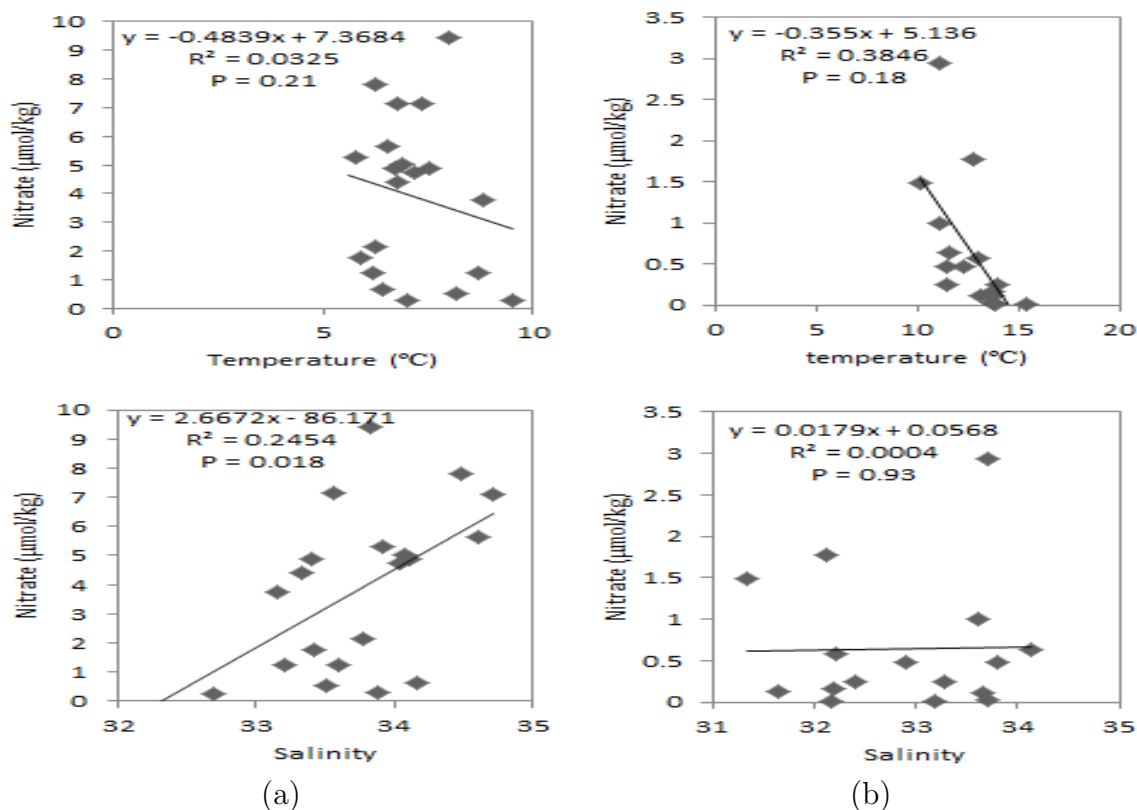 y = -0.4839x + 7.3684
R² = 0.0325
P = 0.21
Nitrate (µmol/kg)
10
9
8
7
6
5
4
3
2
1
0
0 5 10
Temperature (°C)
y = -0.355x + 5.136
R² = 0.3846
P = 0.18
Nitrate (µmol/kg)
3.5
3
2.5
2
1.5
1
0.5
0
0 5 10 15 20
temperature (°C)
y = 2.6672x - 86.171
R² = 0.2454
P = 0.018
Nitrate (µmol/kg)
10
9
8
7
6
5
4
3
2
1
0
32 33 34 35
Salinity
(a)
y = 0.0179x + 0.0568
R² = 0.0004
P = 0.93
Nitrate (µmol/kg)
3.5
3
2.5
2
1.5
1
0.5
0
31 32 33 34 35
Salinity
(b)